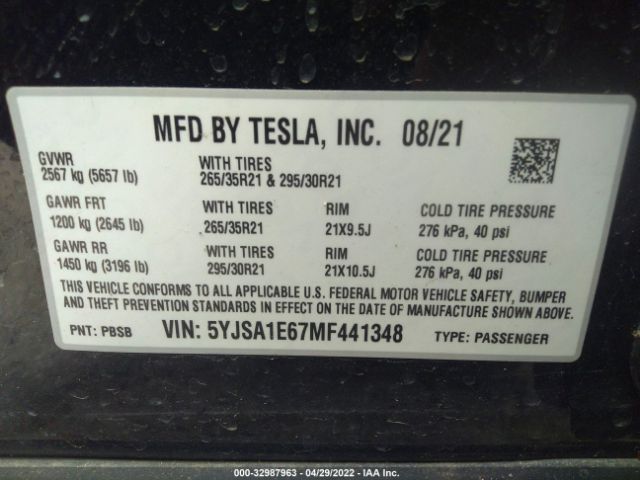 MFD BY TESLA, INC. 08/21
GVWR WITH TIRES
2567 kg (5657 lb) 265/35R21 & 295/30R21
GAWR FRT WITH TIRES RIM COLD TIRE PRESSURE
1200 kg (2645 lb) 265/35R21 21X9.5J 276 kPa, 40 psi
GAWR RR WITH TIRES RIM COLD TIRE PRESSURE
1450 kg (3196 lb) 295/30R21 21X10.5J 276 kPa, 40 psi
THIS VEHICLE CONFORMS TO ALL APPLICABLE U.S. FEDERAL MOTOR VEHICLE SAFETY, BUMPER
AND THEFT PREVENTION STANDARDS IN EFFECT ON THE DATE OF MANUFACTURE SHOWN ABOVE.
PNT: PBSB VIN: 5YJSA1E67MF441348 TYPE: PASSENGER
000-32987963 - 04/29/2022 - IAA Inc.